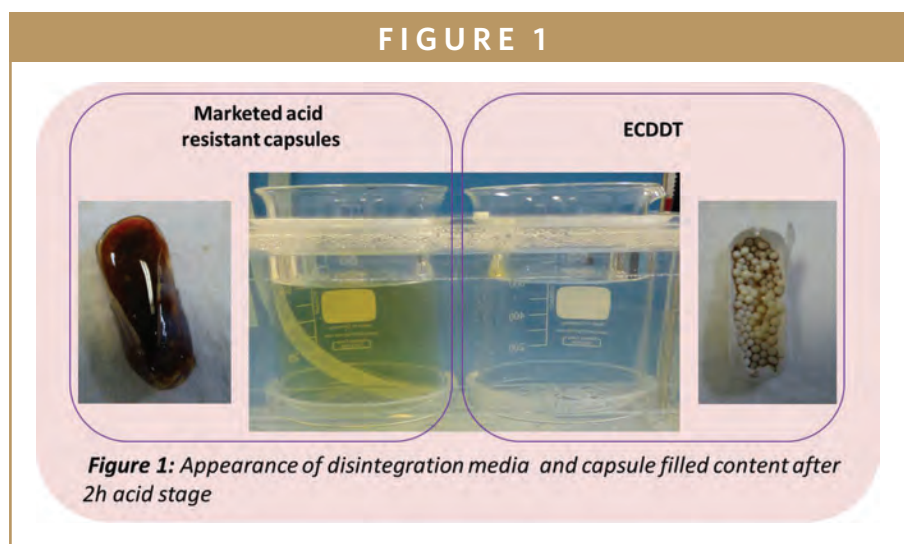 FIGURE 1
Marketed acid
resistant capsules
ECDDT
Figure 1: Appearance of disintegration media and capsule filled content after
2h acid stage